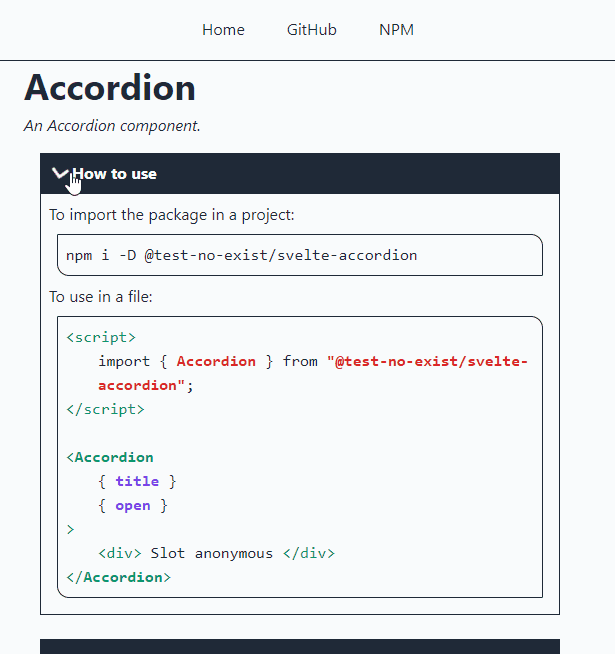 Home GitHub NPM
Accordion
An Accordion component.
How to use
To import the package in a project:
npm i -D @test-no-exist/svelte-accordion
To use in a file:
<script>
import { Accordion } from "@test-no-exist/svelte-
accordion";
</script>
<Accordion
{ title }
{ open }
>
<div> Slot anonymous </div>
</Accordion>